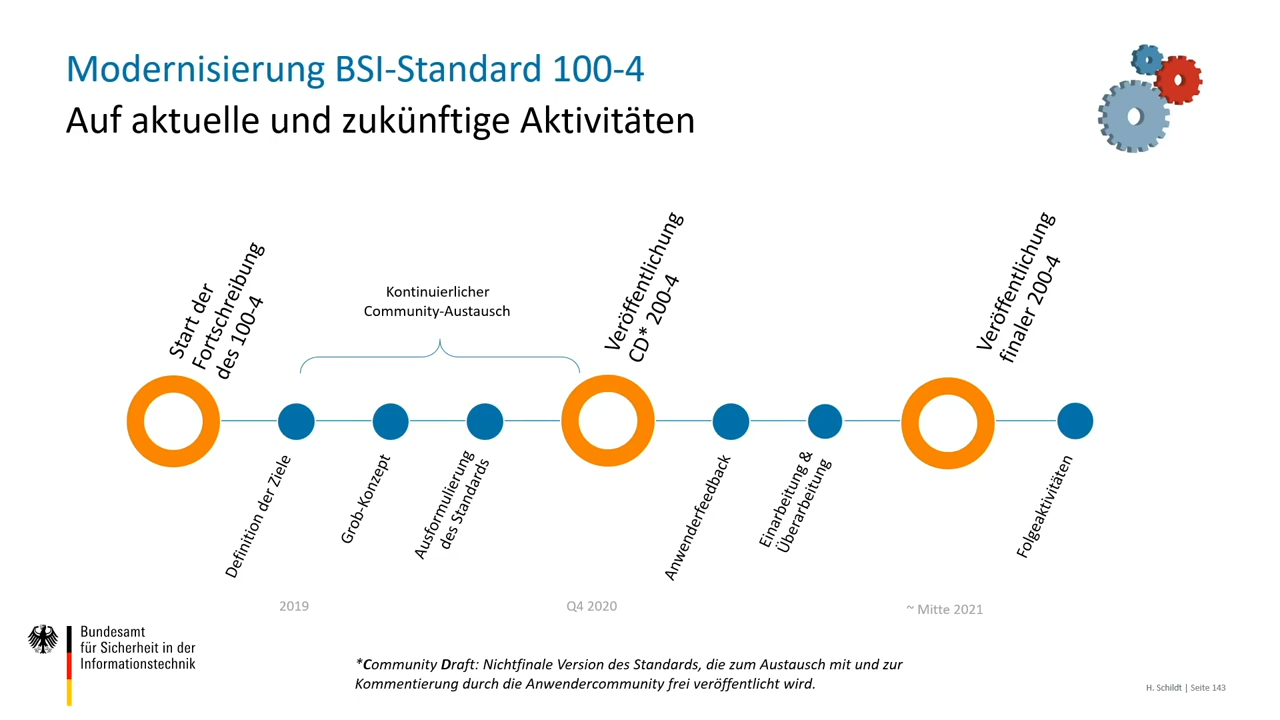 Modernisierung BSI-Standard 100-4
Auf aktuelle und zukünftige Aktivitäten
Start der
Fortschreibung
des 100-4
Kontinuierlicher
Community-Austausch
Veröffentlichung
CD* 200-4
Veröffentlichung
finaler 200-4
Definition der Ziele
Grob-Konzept
Ausformulierung
des Standards
Anwenderfeedback
Einarbeitung &
Überarbeitung
Folgeaktivitäten
2019
Q4 2020
~ Mitte 2021
Bundesamt
für Sicherheit in der
Informationstechnik
*Community Draft: Nichtfinale Version des Standards, die zum Austausch mit und zur
Kommentierung durch die Anwendercommunity frei veröffentlicht wird.
H. Schildt | Seite 143